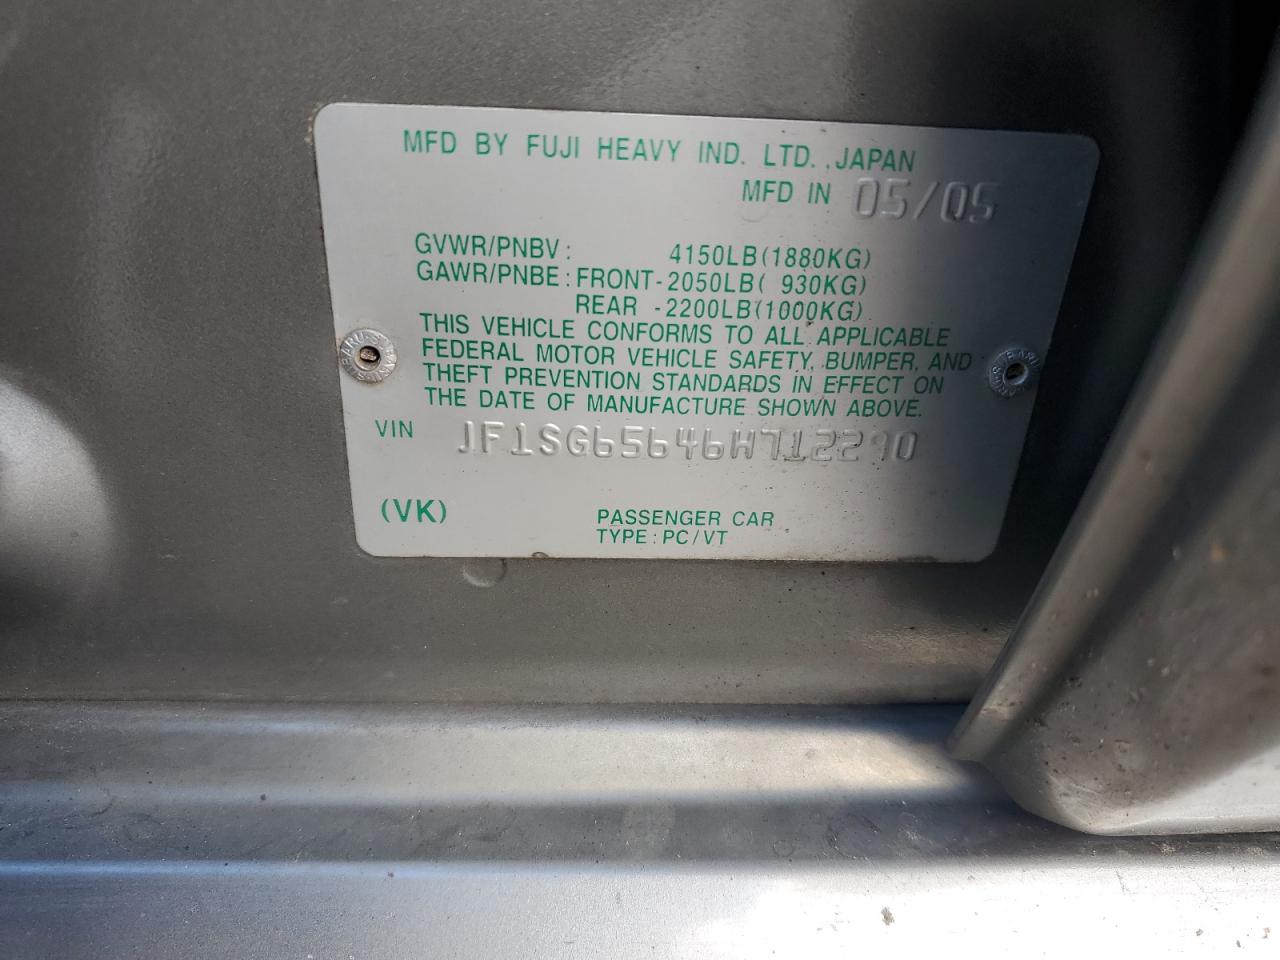 MFD BY FUJI HEAVY IND. LTD. ,JAPAN
MFD IN 05/05
GVWR/PNBV: 4150LB(1880KG)
GAWR/PNBE: FRONT-2050LB( 930KG)
REAR -2200LB(1000KG)
THIS VEHICLE CONFORMS TO ALL APPLICABLE
FEDERAL MOTOR VEHICLE SAFETY, BUMPER, AND
THEFT PREVENTION STANDARDS IN EFFECT ON
THE DATE OF MANUFACTURE SHOWN ABOVE.
VIN JF1SG65646H712290
(VK)
PASSENGER CAR
TYPE: PC/VT